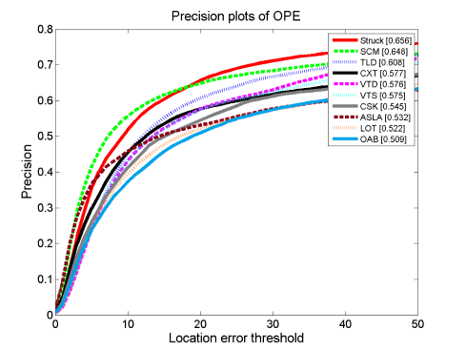 Precision plots of OPE
0.8
0.7
0.6
0.5
0.4
0.3
0.2
0.1
0
Precision
Struck [0.656]
SCM [0.648]
TLD [0.608]
CXT [0.577]
VTD [0.576]
VTS [0.575]
CSK [0.545]
ASLA [0.532]
LOT [0.522]
OAB [0.509]
0 10 20 30 40 50
Location error threshold